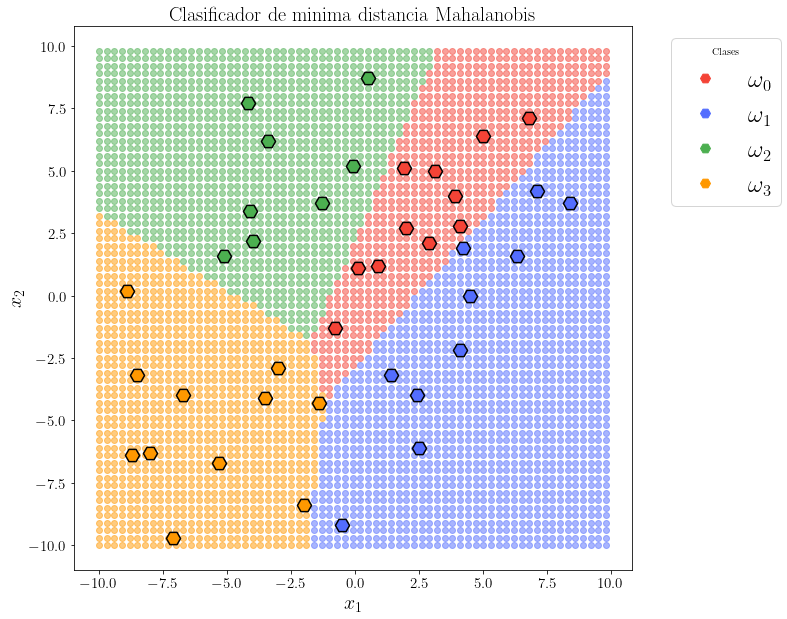 Clasificador de minima distancia Mahalanobis
Clases
ω0
ω1
ω2
ω3
10.0
7.5
5.0
2.5
0.0
−2.5
−5.0
−7.5
−10.0
x2
−10.0 −7.5 −5.0 −2.5 0.0 2.5 5.0 7.5 10.0
x1